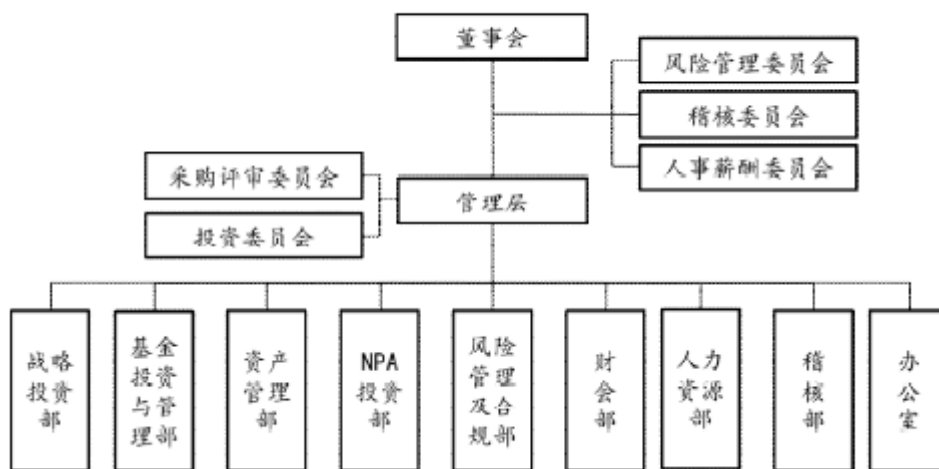 董事会
风险管理委员会
稽核委员会
采购评审委员会
人事薪酬委员会
管理层
投资委员会
战略
投资
部
基金
投资
与管
理部
资产
管理
部
NPA
投资
部
风险
管理
及合
规部
财
会
部
人力
资源
部
稽
核
部
办
公
室